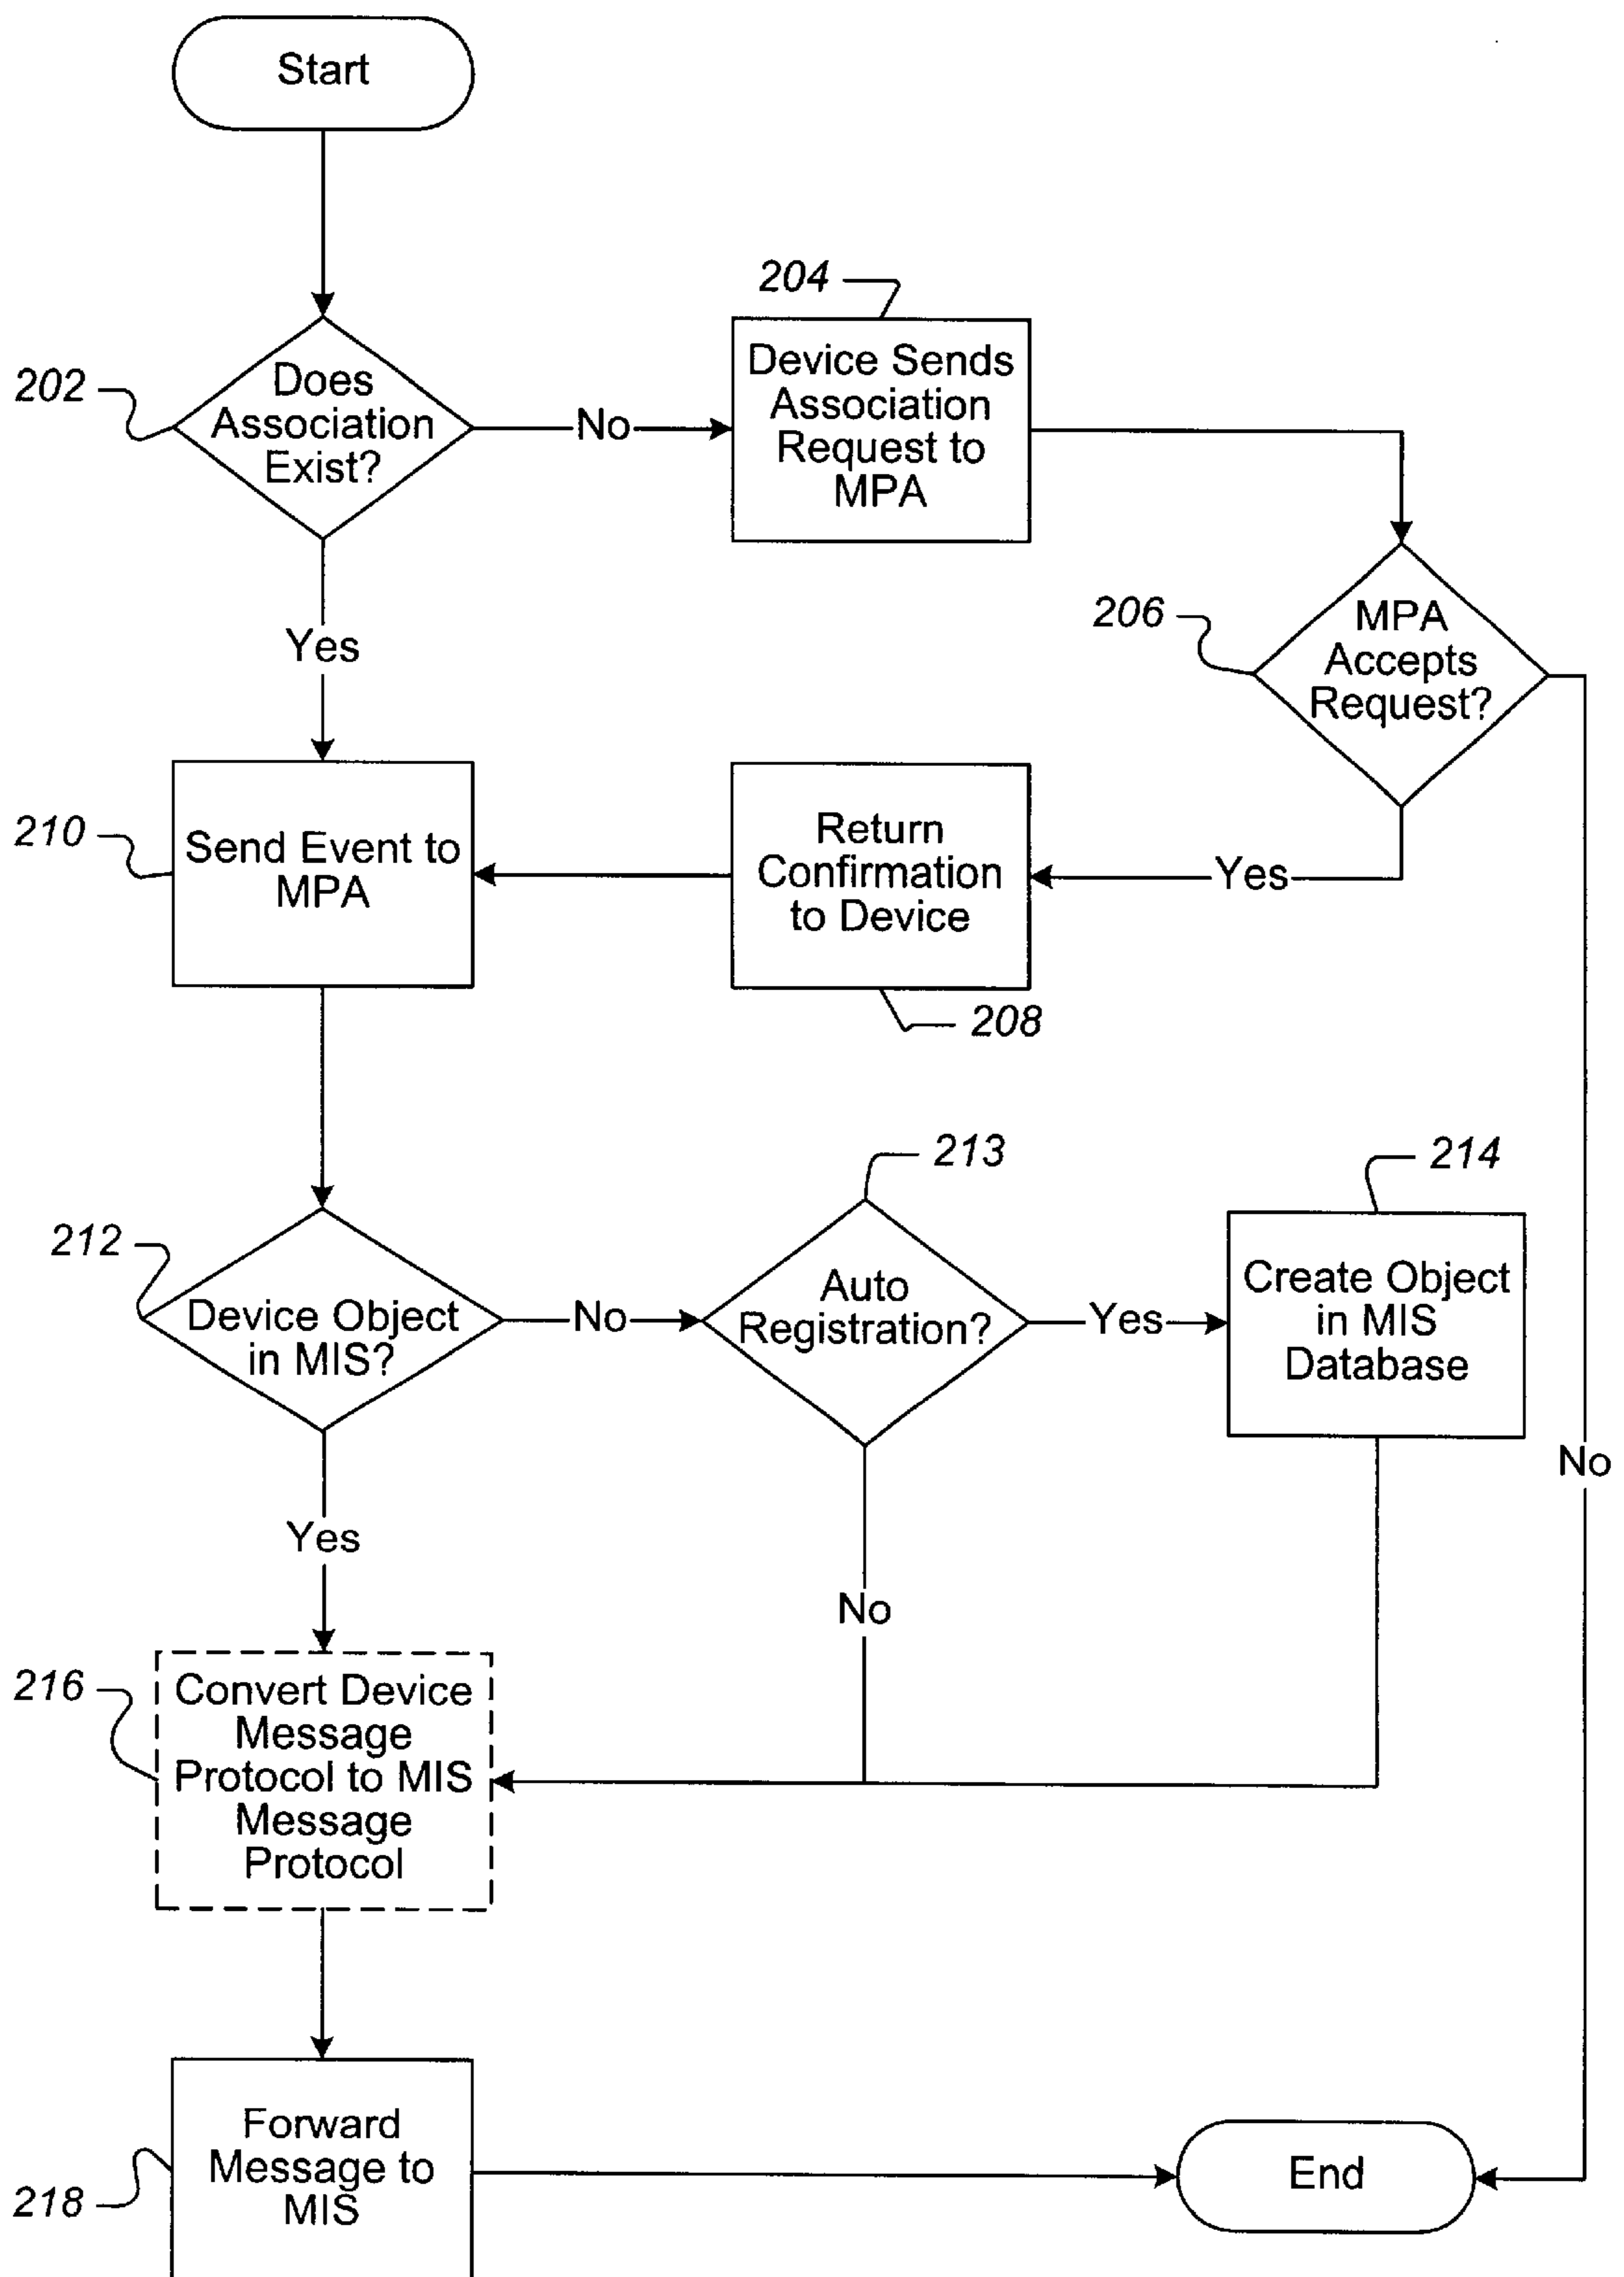 Start
204
Device Sends
Association
Request to
MPA
202
Does
Association
Exist?
No
206
MPA
Accepts
Request?
Yes
210
Send Event to
MPA
Return
Confirmation
to Device
Yes
208
213
214
212
Device Object
in MIS?
No
Auto
Registration?
Yes
Create Object
in MIS
Database
No
Yes
No
216
Convert Device
Message
Protocol to MIS
Message
Protocol
218
Forward
Message to
MIS
End